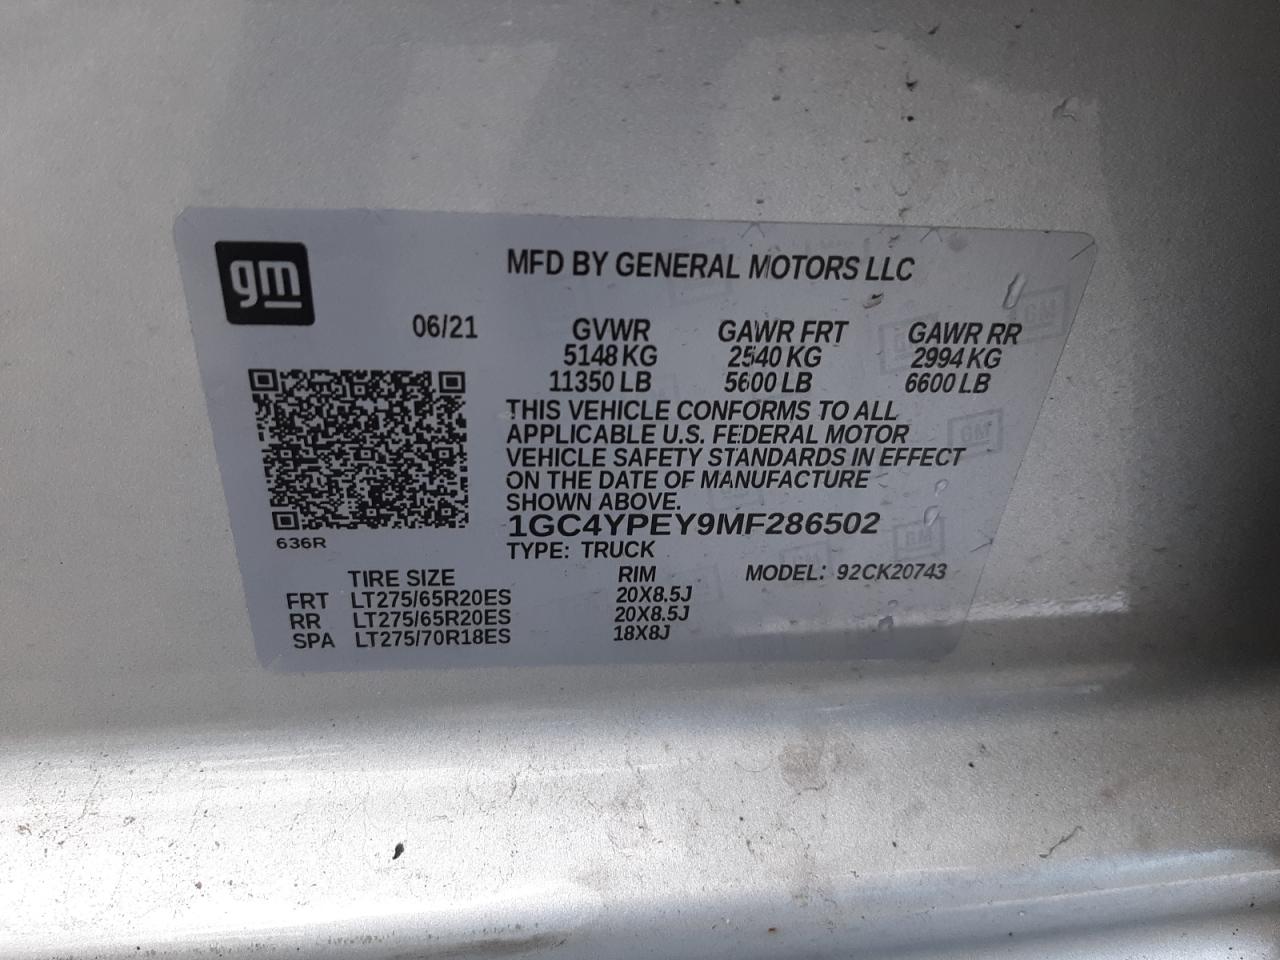 gm
MFD BY GENERAL MOTORS LLC
06/21 GVWR GAWR FRT GAWR RR
5148 KG 2540 KG 2994 KG
11350 LB 5600 LB 6600 LB
THIS VEHICLE CONFORMS TO ALL
APPLICABLE U.S. FEDERAL MOTOR
VEHICLE SAFETY STANDARDS IN EFFECT
ON THE DATE OF MANUFACTURE
SHOWN ABOVE.
1GC4YPEY9MF286502
636R
TYPE: TRUCK
TIRE SIZE RIM MODEL: 92CK20743
FRT LT275/65R20ES 20X8.5J
RR LT275/65R20ES 20X8.5J
SPA LT275/70R18ES 18X8J